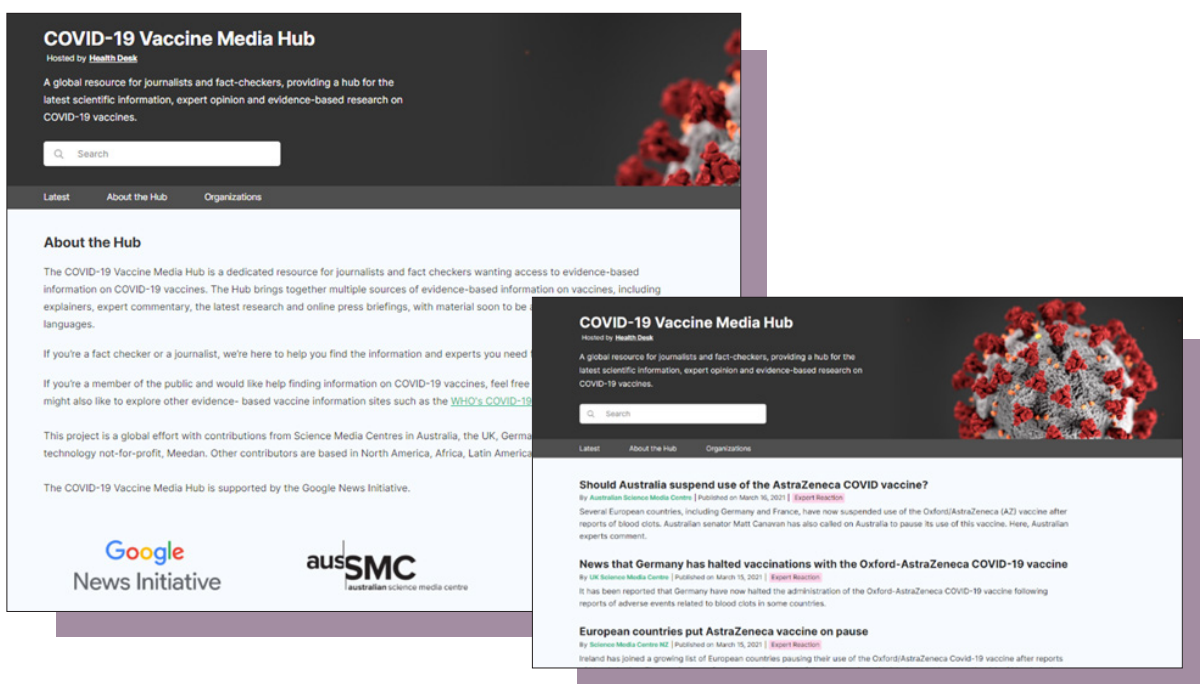 COVID-19 Vaccine Media Hub
Hosted by Health Desk
A global resource for journalists and fact-checkers, providing a hub for the
latest scientific information, expert opinion and evidence-based research on
COVID-19 vaccines.
Search
Latest About the Hub Organizations
About the Hub
The COVID-19 Vaccine Media Hub is a dedicated resource for journalists and fact checkers wanting access to evidence-based
information on COVID-19 vaccines. The Hub brings together multiple sources of evidence-based information on vaccines, including
explainers, expert commentary, the latest research and online press briefings, with material soon to be
languages.
If you're a fact checker or a journalist, we're here to help you find the information and experts you need
If you're a member of the public and would like help finding information on COVID-19 vaccines, feel free
might also like to explore other evidence- based vaccine information sites such as the WHO's COVID-19
This project is a global effort with contributions from Science Media Centres in Australia, the UK, Germa
technology not-for-profit, Meedan. Other contributors are based in North America, Africa, Latin America
The COVID-19 Vaccine Media Hub is supported by the Google News Initiative.
Google
News Initiative
ausSMC
australian science media centre
COVID-19 Vaccine Media Hub
Hosted by Health Desk
A global resource for journalists and fact-checkers, providing a hub for the
latest scientific information, expert opinion and evidence-based research on
COVID-19 vaccines.
Search
Latest About the Hub Organizations
Should Australia suspend use of the AstraZeneca COVID vaccine?
By Australian Science Media Centre | Published on March 16, 2021 | Expert Reaction
Several European countries, including Germany and France, have now suspended use of the Oxford/AstraZeneca (AZ) vaccine after
reports of blood clots. Australian senator Matt Canavan has also called on Australia to pause its use of this vaccine. Here, Australian
experts comment.
News that Germany has halted vaccinations with the Oxford-AstraZeneca COVID-19 vaccine
By UK Science Media Centre | Published on March 15, 2021 | Expert Reaction
It has been reported that Germany have now halted the administration of the Oxford-AstraZeneca COVID-19 vaccine following
reports of adverse events related to blood clots in some countries.
European countries put AstraZeneca vaccine on pause
By Science Media Centre NZ | Published on March 15, 2021 | Expert Reaction
Ireland has joined a growing list of European countries pausing their use of the Oxford/AstraZeneca Covid-19 vaccine after reports